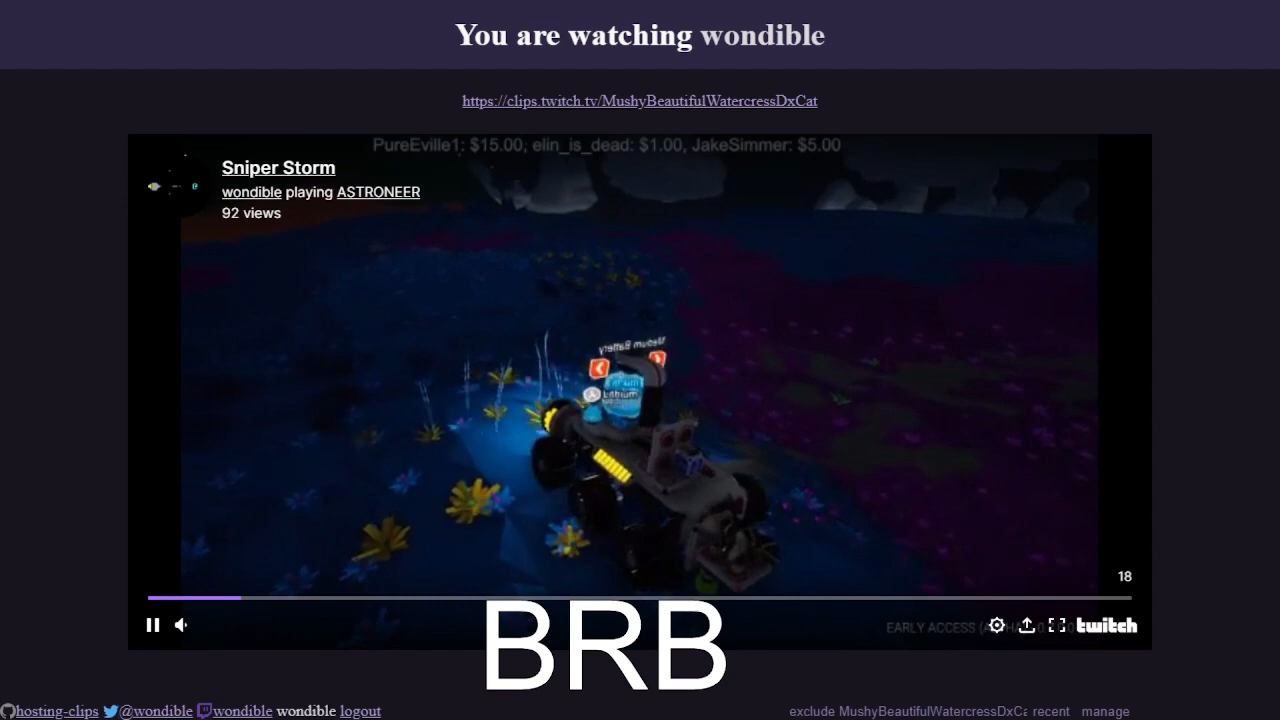 You are watching wondible
https://clips.twitch.tv/MushyBeautifulWatercressDxCat
PureEville1: $15.00, elin_is_dead: $1.00, JakeSimmer: $5.00
Sniper Storm
wondible playing ASTRONEER
92 views
Lithium
18
EARLY ACCESS
twitch
BRB
hosting-clips @wondible wondible wondible logout
exclude MushyBeautifulWatercressDxCa recent manage